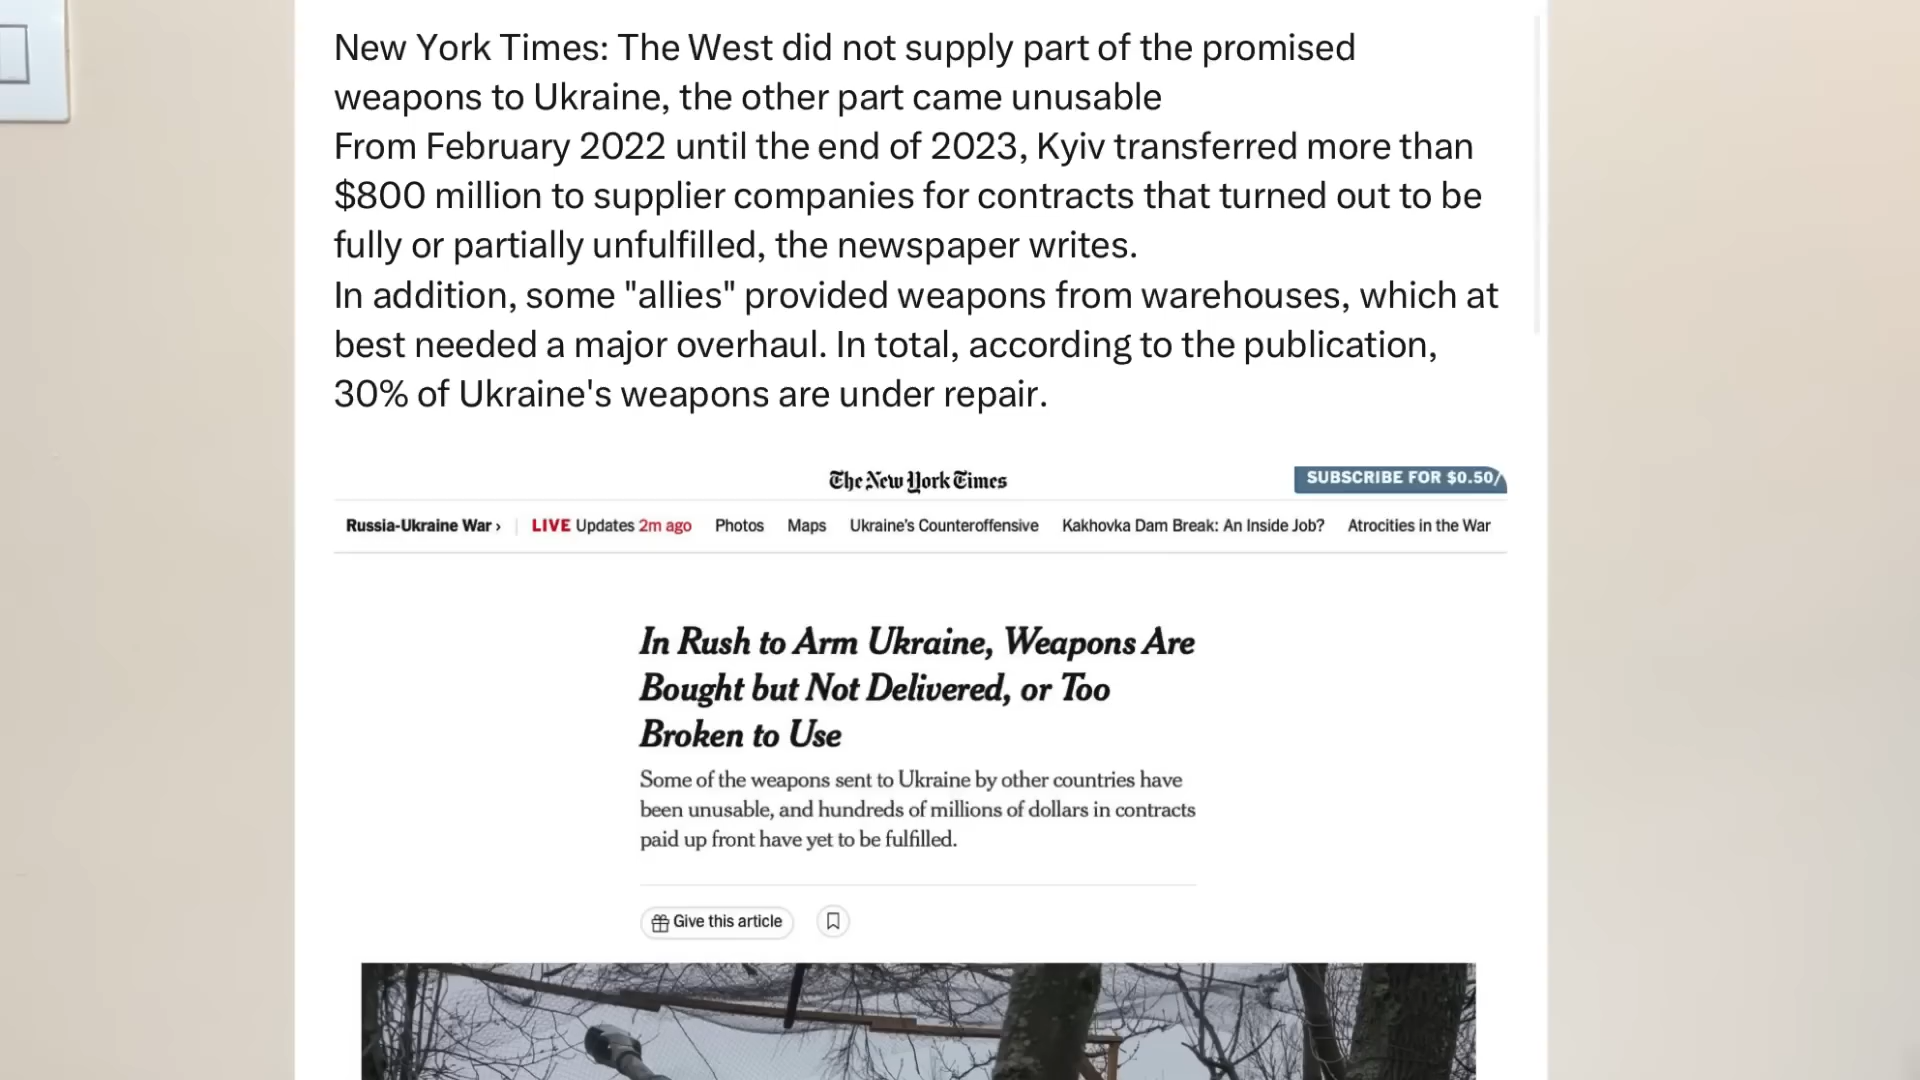 New York Times: The West did not supply part of the promised
weapons to Ukraine, the other part came unusable
From February 2022 until the end of 2023, Kyiv transferred more than
$800 million to supplier companies for contracts that turned out to be
fully or partially unfulfilled, the newspaper writes.
In addition, some "allies" provided weapons from warehouses, which at
best needed a major overhaul. In total, according to the publication,
30% of Ukraine's weapons are under repair.
The New York Times
SUBSCRIBE FOR $0.50/
Russia-Ukraine War › LIVE Updates 2m ago Photos Maps Ukraine's Counteroffensive Kakhovka Dam Break: An Inside Job? Atrocities in the War
In Rush to Arm Ukraine, Weapons Are
Bought but Not Delivered, or Too
Broken to Use
Some of the weapons sent to Ukraine by other countries have
been unusable, and hundreds of millions of dollars in contracts
paid up front have yet to be fulfilled.
Give this article